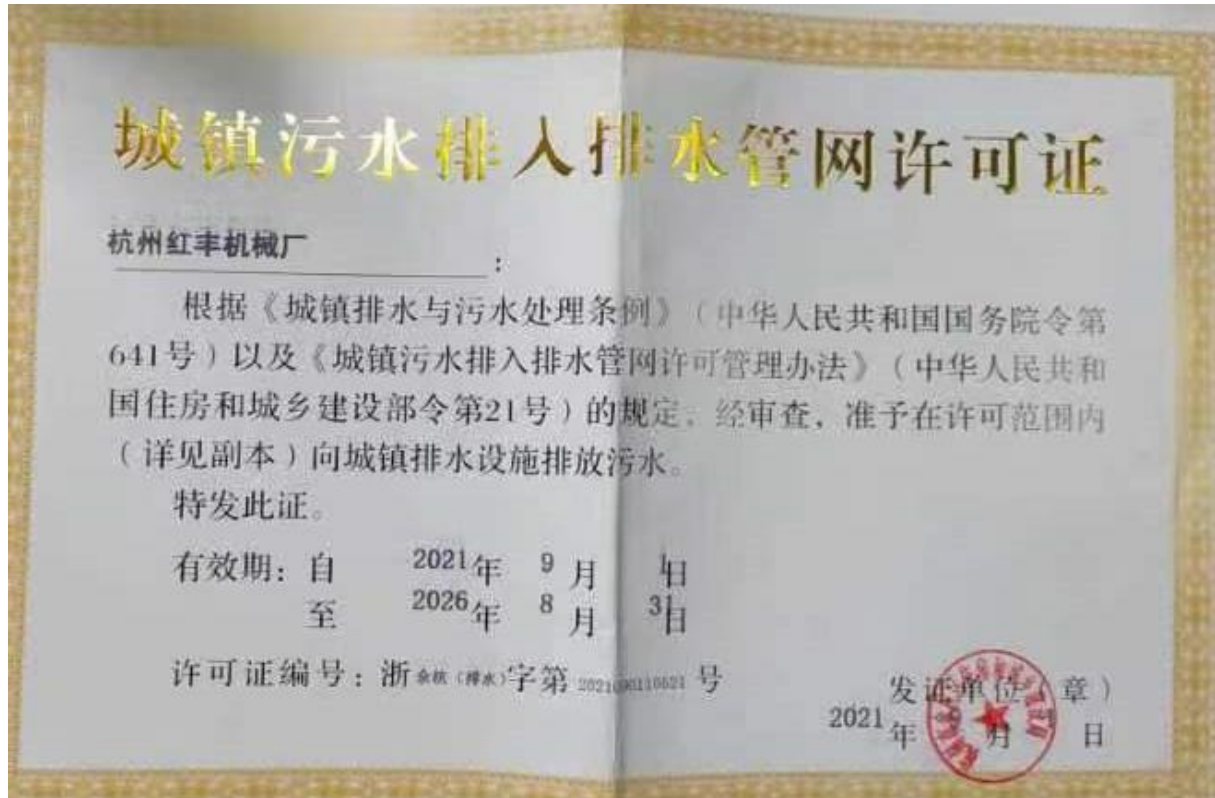 城镇污水排入排水管网许可证
杭州红丰机械厂：
根据《城镇排水与污水处理条例》（中华人民共和国国务院令第
641号）以及《城镇污水排入排水管网许可管理办法》（中华人民共和
国住房和城乡建设部令第21号）的规定，经审查，准予在许可范围内
（详见副本）向城镇排水设施排放污水。
特发此证。
有效期：自 2021年 9月 1日
至 2026年 8月 31日
许可证编号：浙余杭（排水）字第 号
发证单位（章）
2021年 月 日